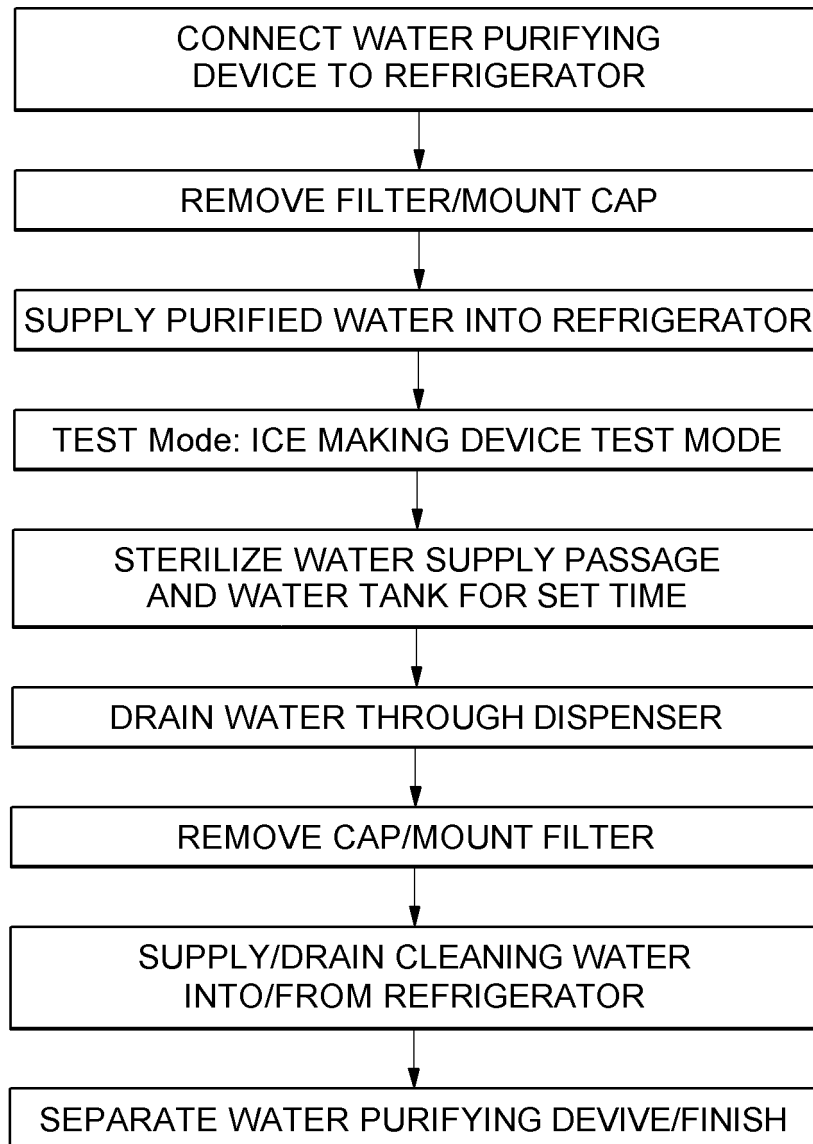 CONNECT WATER PURIFYING
DEVICE TO REFRIGERATOR
REMOVE FILTER/MOUNT CAP
SUPPLY PURIFIED WATER INTO REFRIGERATOR
TEST Mode: ICE MAKING DEVICE TEST MODE
STERILIZE WATER SUPPLY PASSAGE
AND WATER TANK FOR SET TIME
DRAIN WATER THROUGH DISPENSER
REMOVE CAP/MOUNT FILTER
SUPPLY/DRAIN CLEANING WATER
INTO/FROM REFRIGERATOR
SEPARATE WATER PURIFYING DEVIVE/FINISH